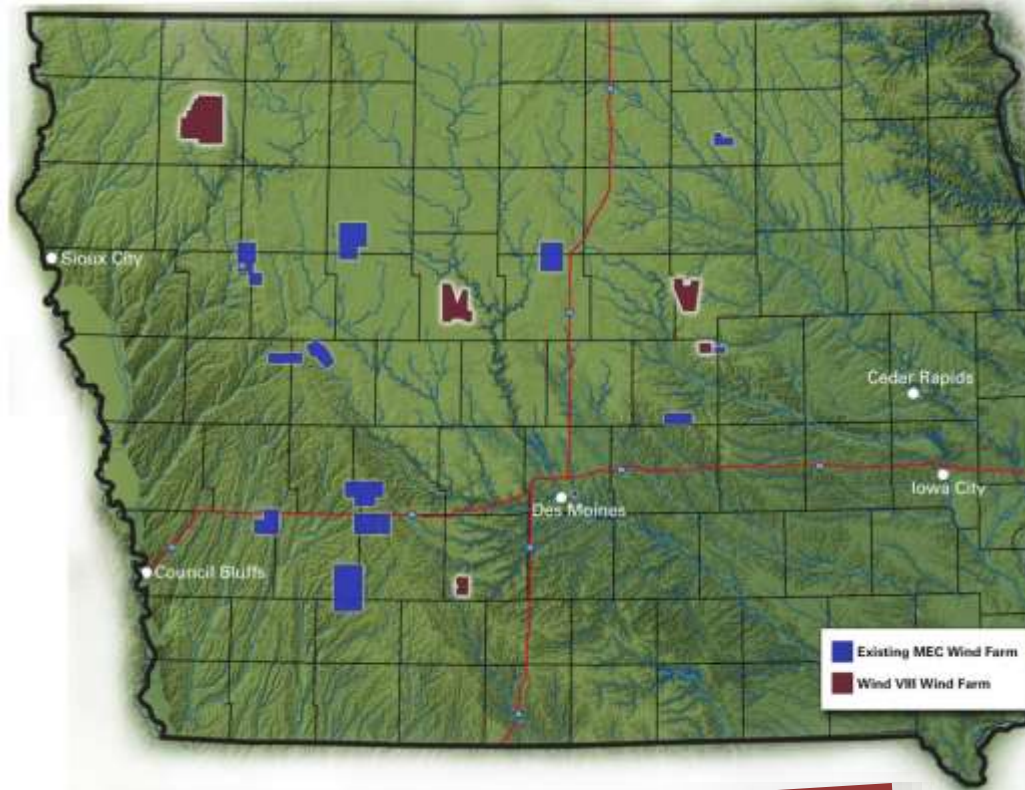 Sioux City
Cedar Rapids
Iowa City
Des Moines
Council Bluffs
Existing MEC Wind Farm
Wind VIII Wind Farm